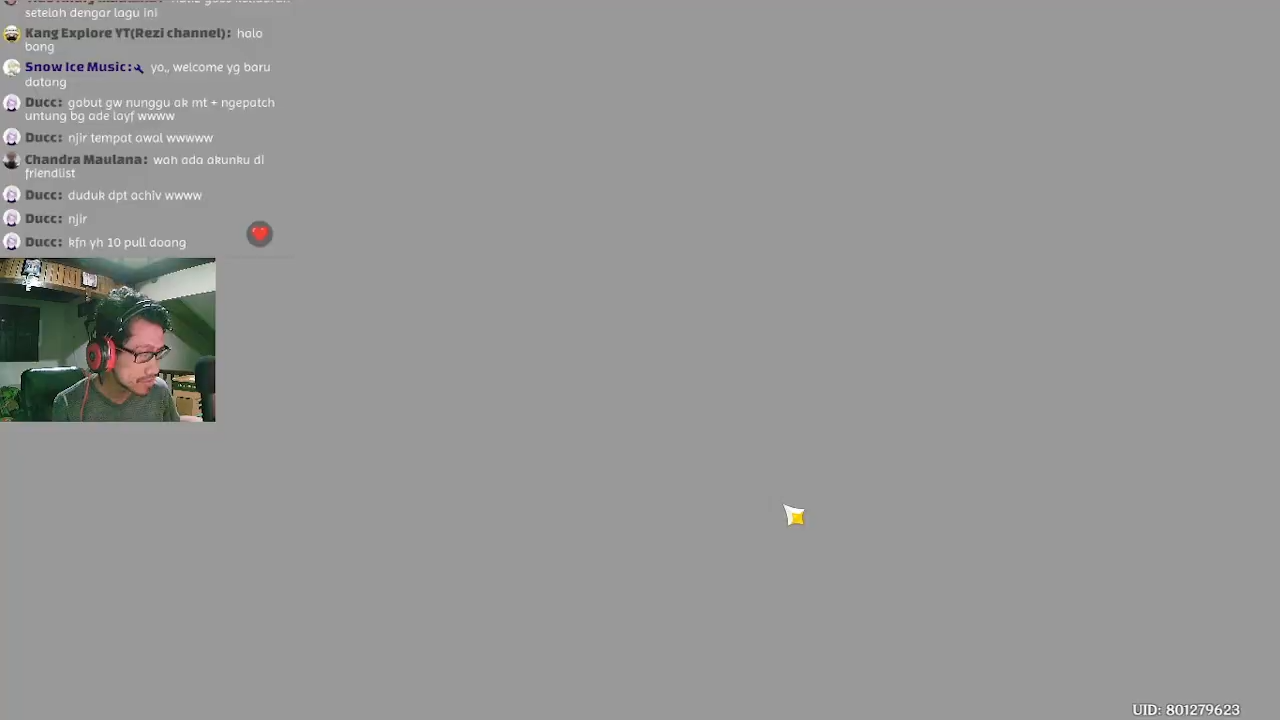 setelah dengar lagu ini
Kang Explore YT(Rezi channel): halo
bang
Snow Ice Music: yo,, welcome yg baru
datang
Ducc: gabut gw nunggu ak mt + ngepatch
untung bg ade layf wwww
Ducc: njir tempat awal wwwww
Chandra Maulana: wah ada akunku di
friendlist
Ducc: duduk dpt achiv wwww
Ducc: njir
Ducc: kfn yh 10 pull doang
UID: 801279623